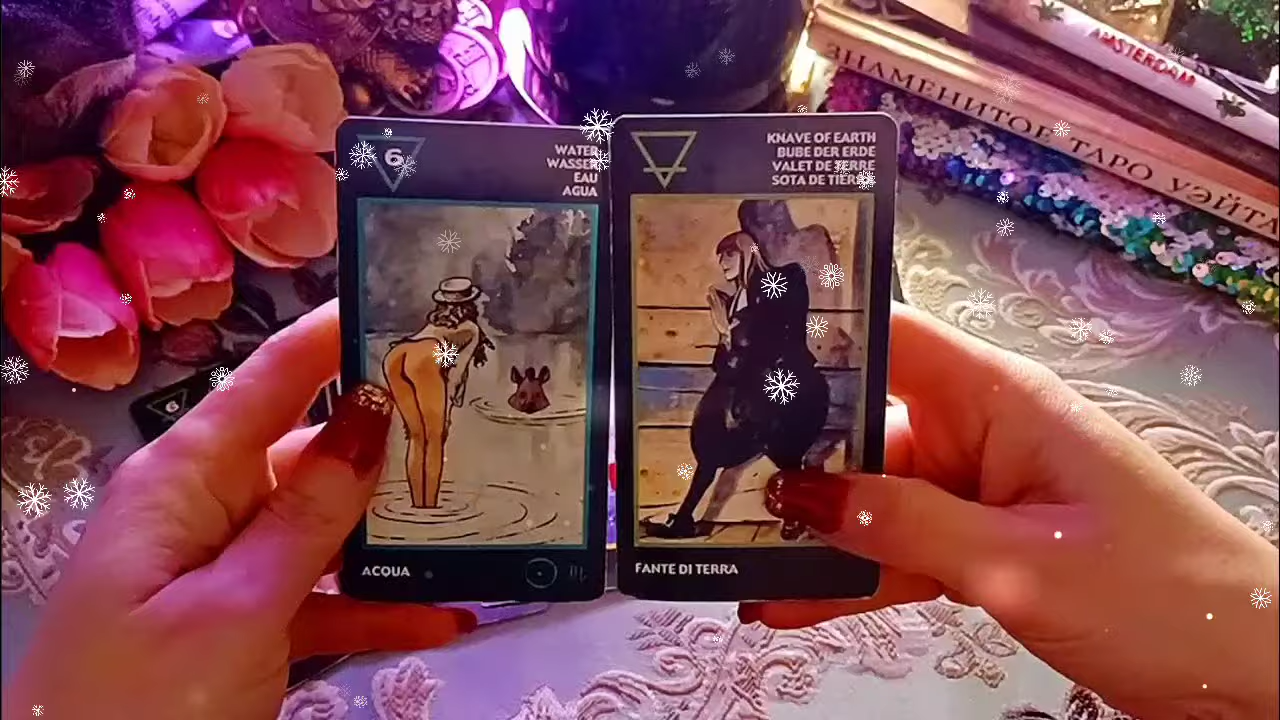 6
WATER
WASSER
EAU
AGUA
ACQUA
KNAVE OF EARTH
BUBE DER ERDE
VALET DE TERRE
SOTA DE TIERRA
FANTE DI TERRA
AMSTERDAM
ЗНАМЕНИТОЕ ТАРО УЭЙТА
6